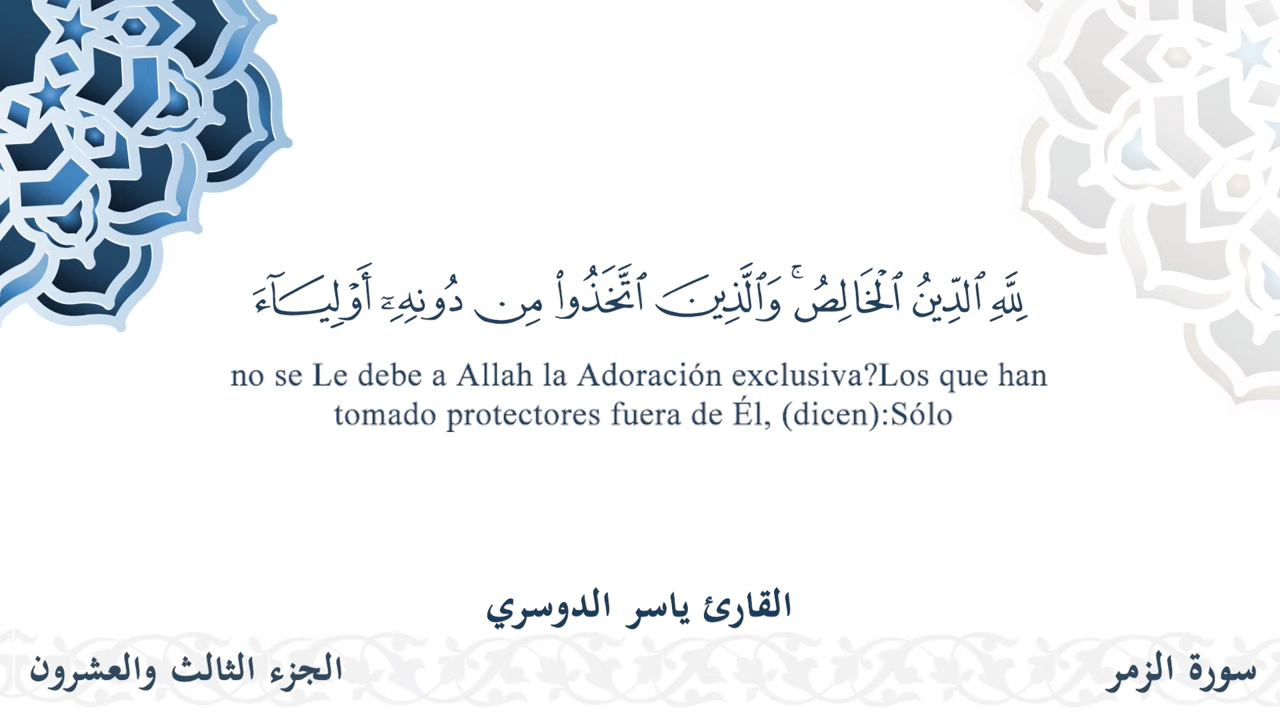 لِلَّهِ ٱلدِّينُ ٱلْخَالِصُ ۚ وَٱلَّذِينَ ٱتَّخَذُوا۟ مِن دُونِهِۦٓ أَوْلِيَآءَ
no se Le debe a Allah la Adoración exclusiva?Los que han
tomado protectores fuera de Él, (dicen):Sólo
القارئ ياسر الدوسري
سورة الزمر
الجزء الثالث والعشرون